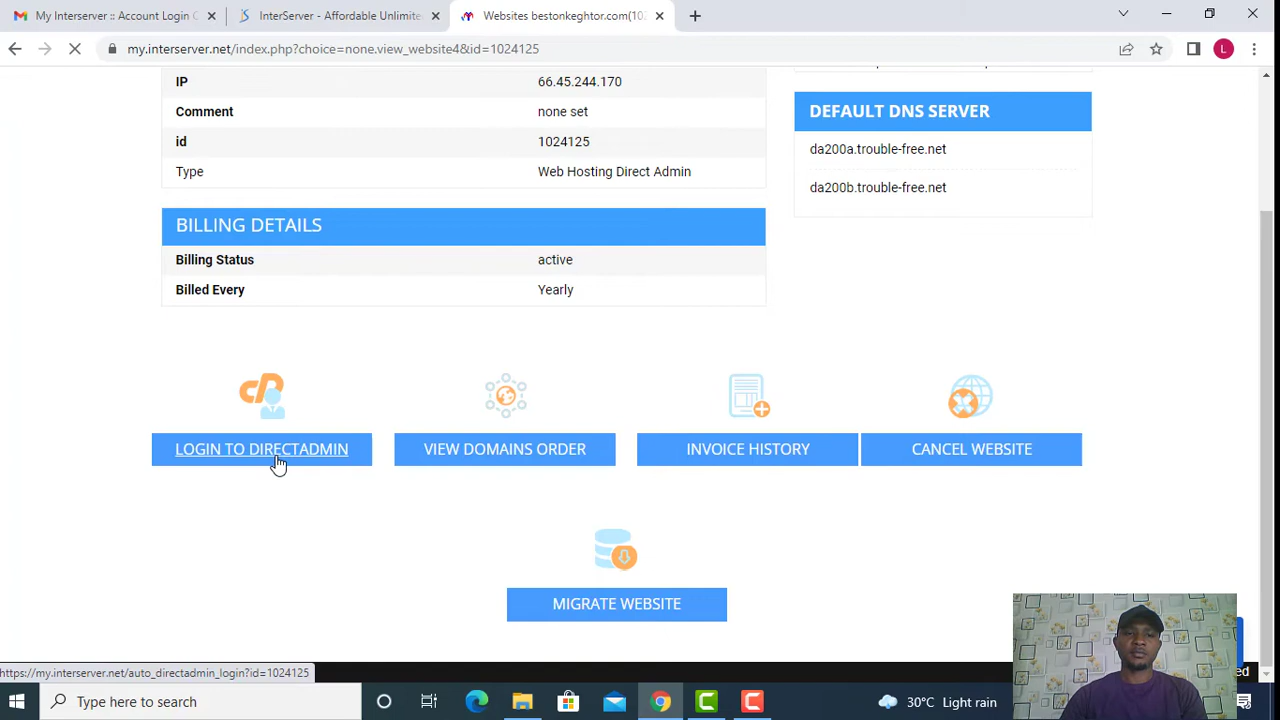 My Interserver :: Account Login C
InterServer - Affordable Unlimite
Websites bestonkeghtor.com(102
my.interserver.net/index.php?choice=none.view_website4&id=1024125
L
IP 66.45.244.170
Comment none set
id 1024125
Type Web Hosting Direct Admin
DEFAULT DNS SERVER
da200a.trouble-free.net
da200b.trouble-free.net
BILLING DETAILS
Billing Status active
Billed Every Yearly
LOGIN TO DIRECTADMIN
VIEW DOMAINS ORDER
INVOICE HISTORY
CANCEL WEBSITE
MIGRATE WEBSITE
https://my.interserver.net/auto_directadmin_login?id=1024125
Type here to search
30°C Light rain